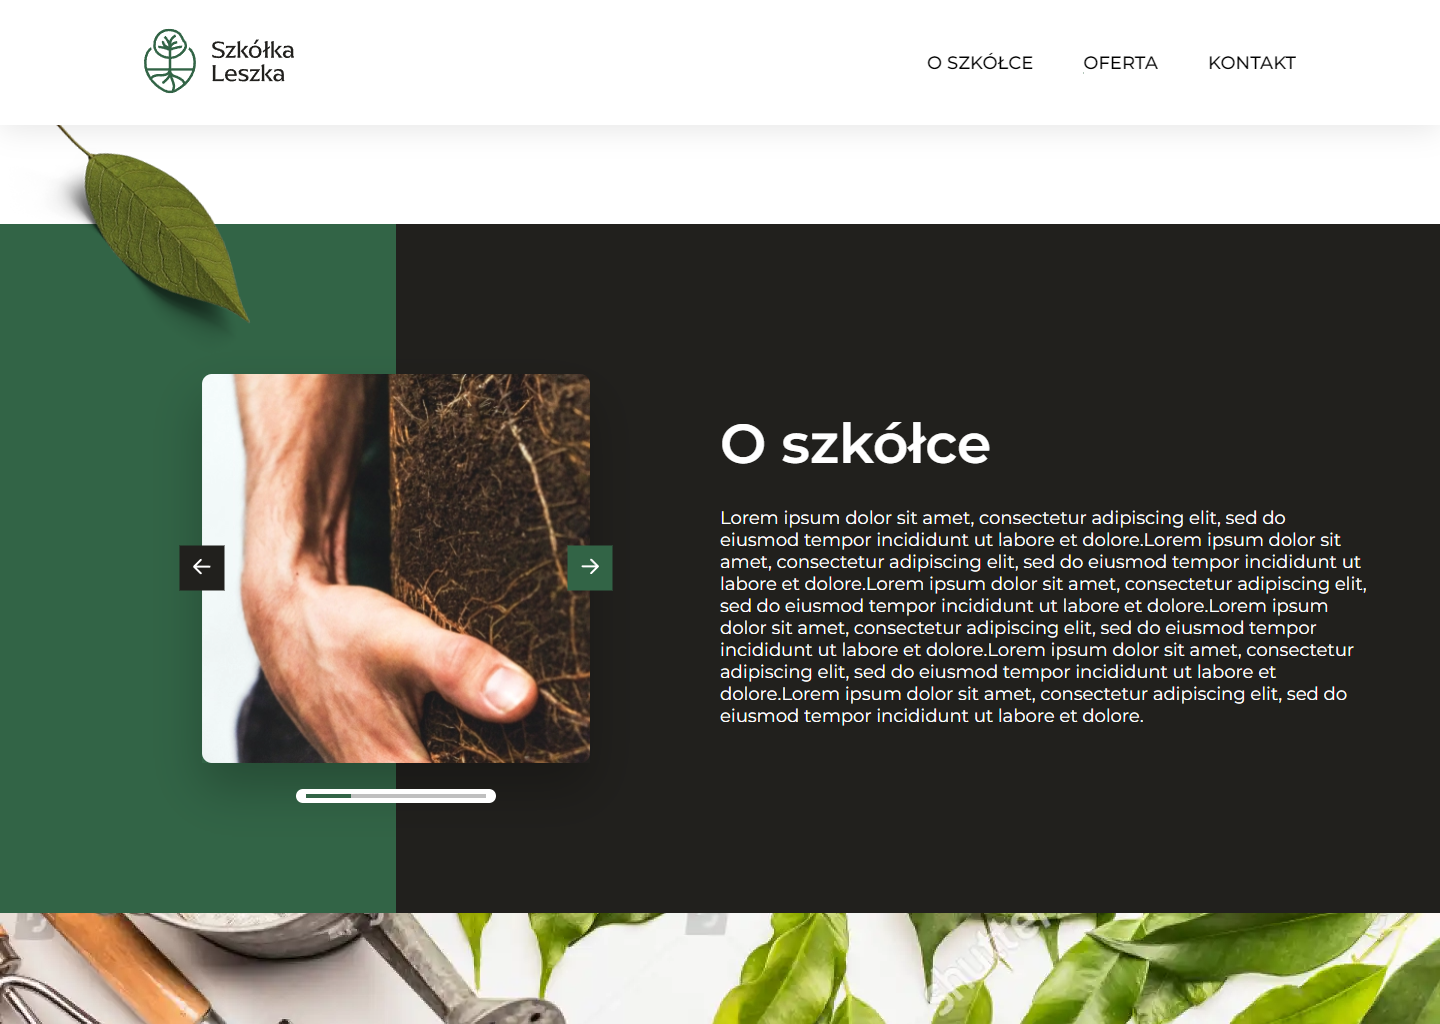 Szkółka
Leszka
O SZKÓŁCE OFERTA KONTAKT
O szkółce
Lorem ipsum dolor sit amet, consectetur adipiscing elit, sed do
eiusmod tempor incididunt ut labore et dolore.Lorem ipsum dolor sit
amet, consectetur adipiscing elit, sed do eiusmod tempor incididunt ut
labore et dolore.Lorem ipsum dolor sit amet, consectetur adipiscing elit,
sed do eiusmod tempor incididunt ut labore et dolore.Lorem ipsum
dolor sit amet, consectetur adipiscing elit, sed do eiusmod tempor
incididunt ut labore et dolore.Lorem ipsum dolor sit amet, consectetur
adipiscing elit, sed do eiusmod tempor incididunt ut labore et
dolore.Lorem ipsum dolor sit amet, consectetur adipiscing elit, sed do
eiusmod tempor incididunt ut labore et dolore.